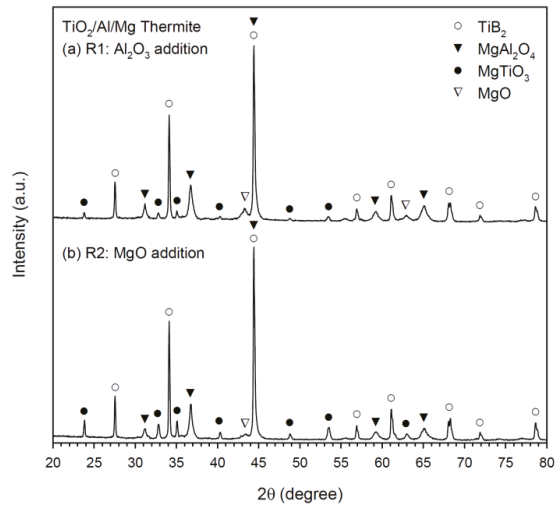 TiO₂/Al/Mg Thermite
(a) R1: Al₂O₃ addition
TiB₂
MgAl₂O₄
MgTiO₃
MgO
(b) R2: MgO addition
Intensity (a.u.)
20 25 30 35 40 45 50 55 60 65 70 75 80
2θ (degree)